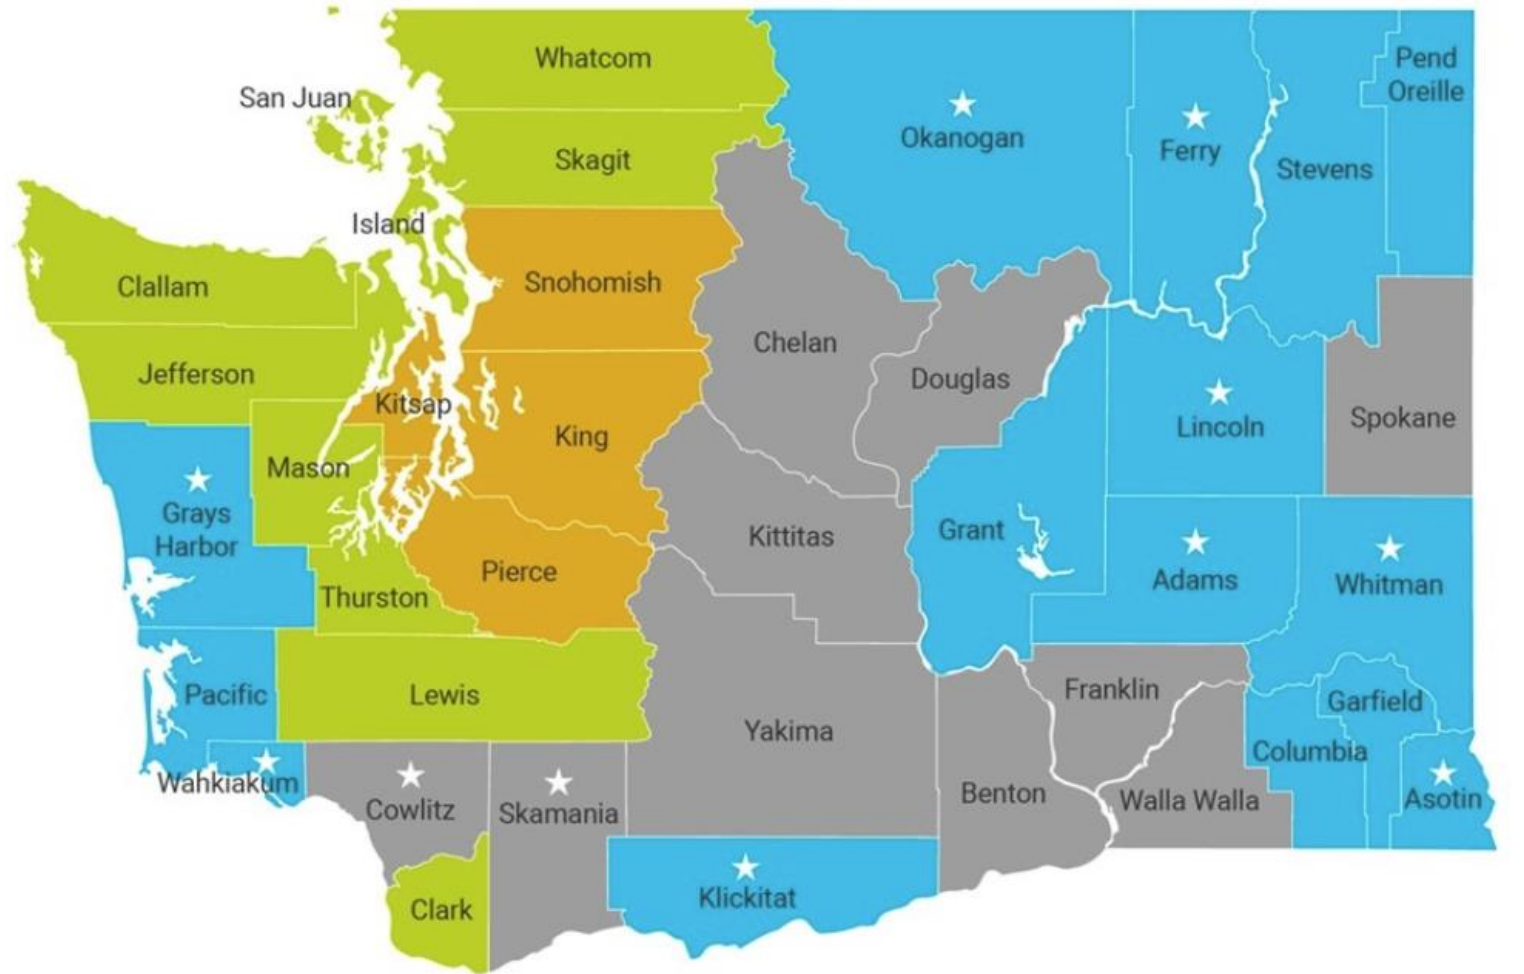 Whatcom
Pend
Oreille
San Juan
Okanogan
Ferry
Skagit
Stevens
Island
Clallam
Snohomish
Chelan
Jefferson
Douglas
Kitsap
King
Lincoln
Spokane
Mason
Grays
Harbor
Grant
Kittitas
Pierce
Adams
Whitman
Thurston
Pacific
Lewis
Franklin
Garfield
Yakima
Columbia
Wahkiakum
Cowlitz
Skamania
Benton
Walla Walla
Asotin
Klickitat
Clark